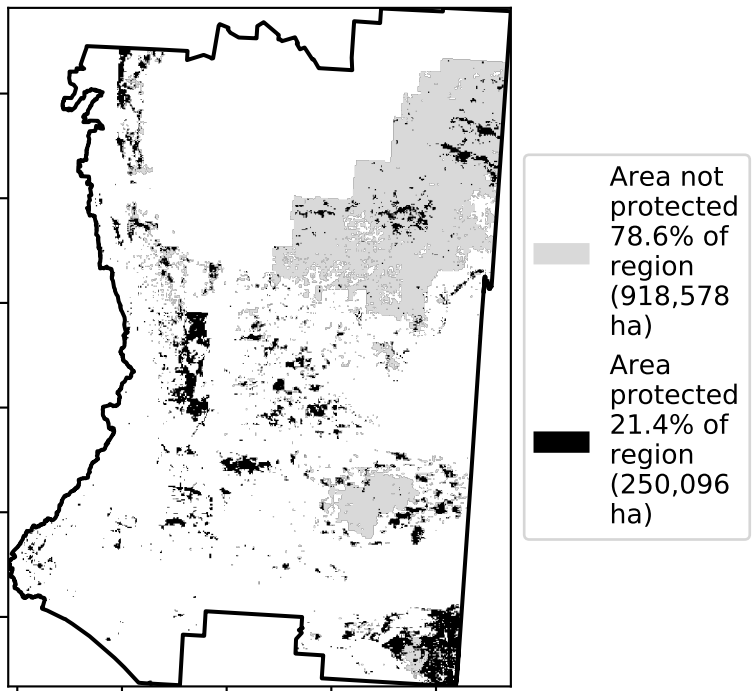 Area not
protected
78.6% of
region
(918,578
ha)
Area
protected
21.4% of
region
(250,096
ha)